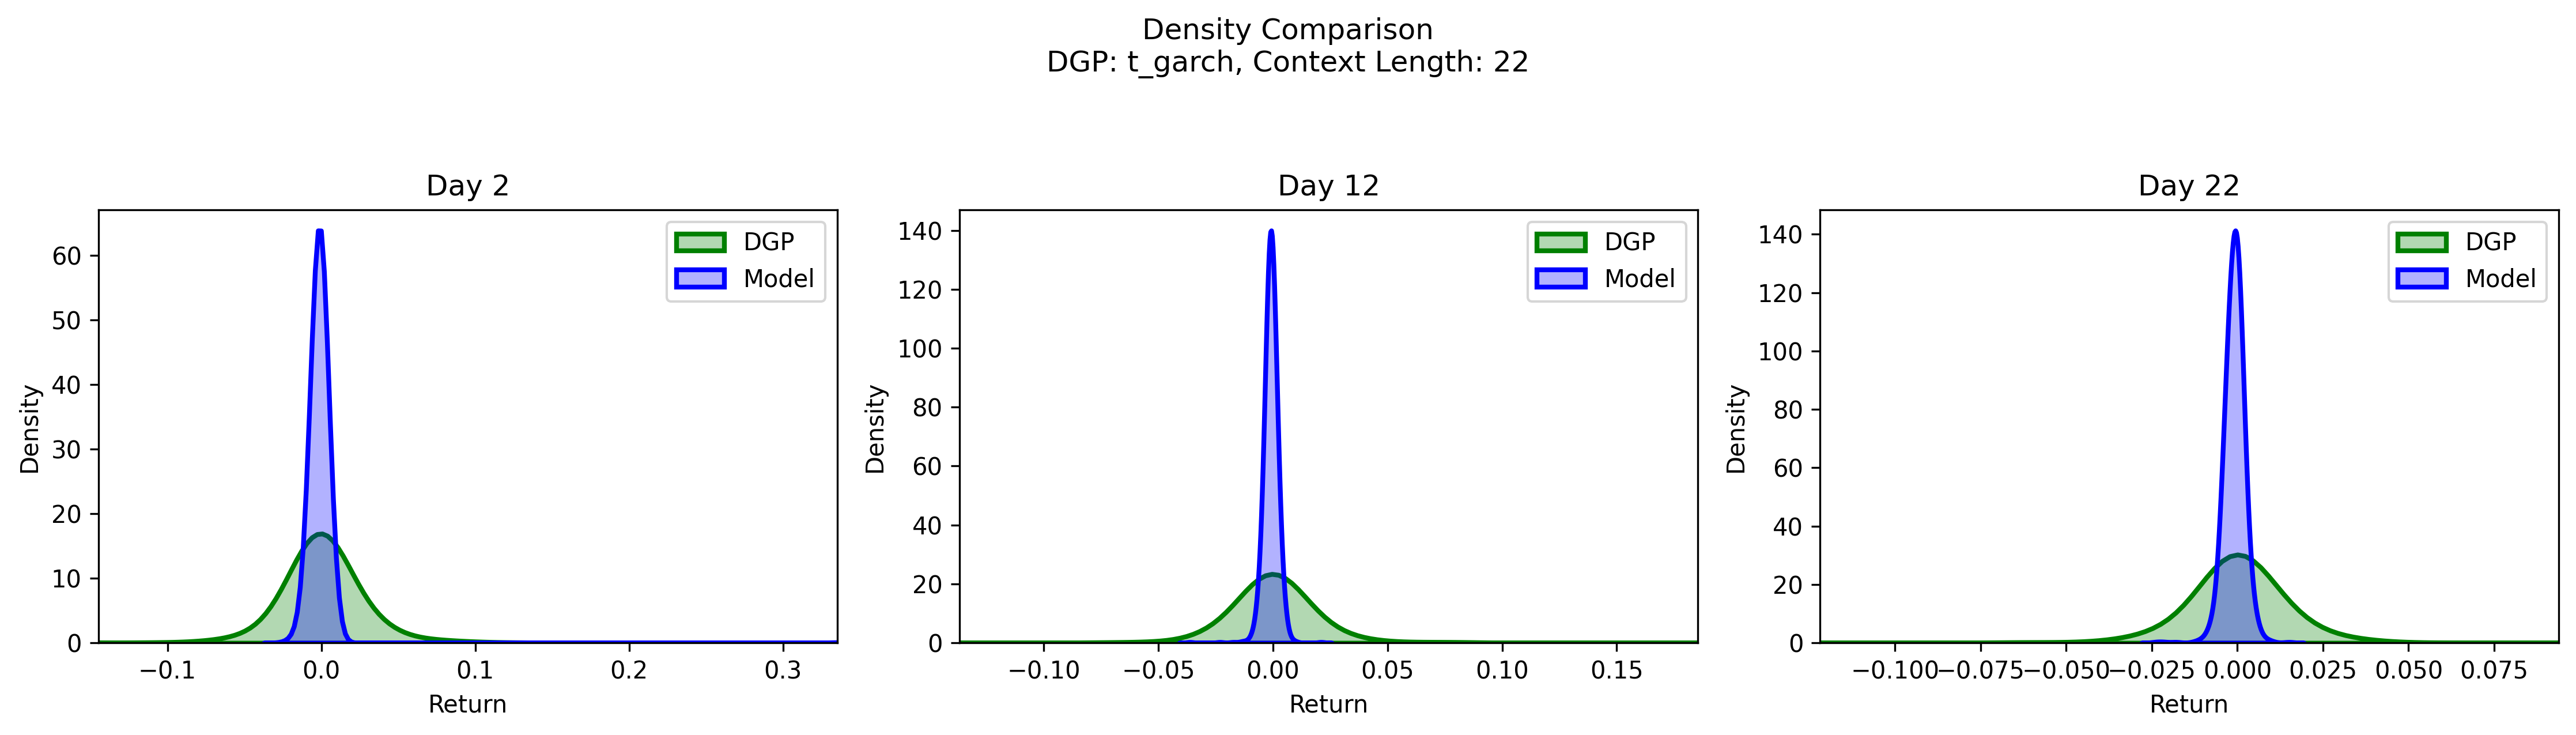 Density Comparison
DGP: t_garch, Context Length: 22
Day 2
Density
60
50
40
30
20
10
0
−0.1 0.0 0.1 0.2 0.3
Return
DGP
Model
Day 12
Density
140
120
100
80
60
40
20
0
−0.10 −0.05 0.00 0.05 0.10 0.15
Return
DGP
Model
Day 22
Density
140
120
100
80
60
40
20
0
−0.100 −0.075 −0.050 −0.025 0.000 0.025 0.050 0.075
Return
DGP
Model